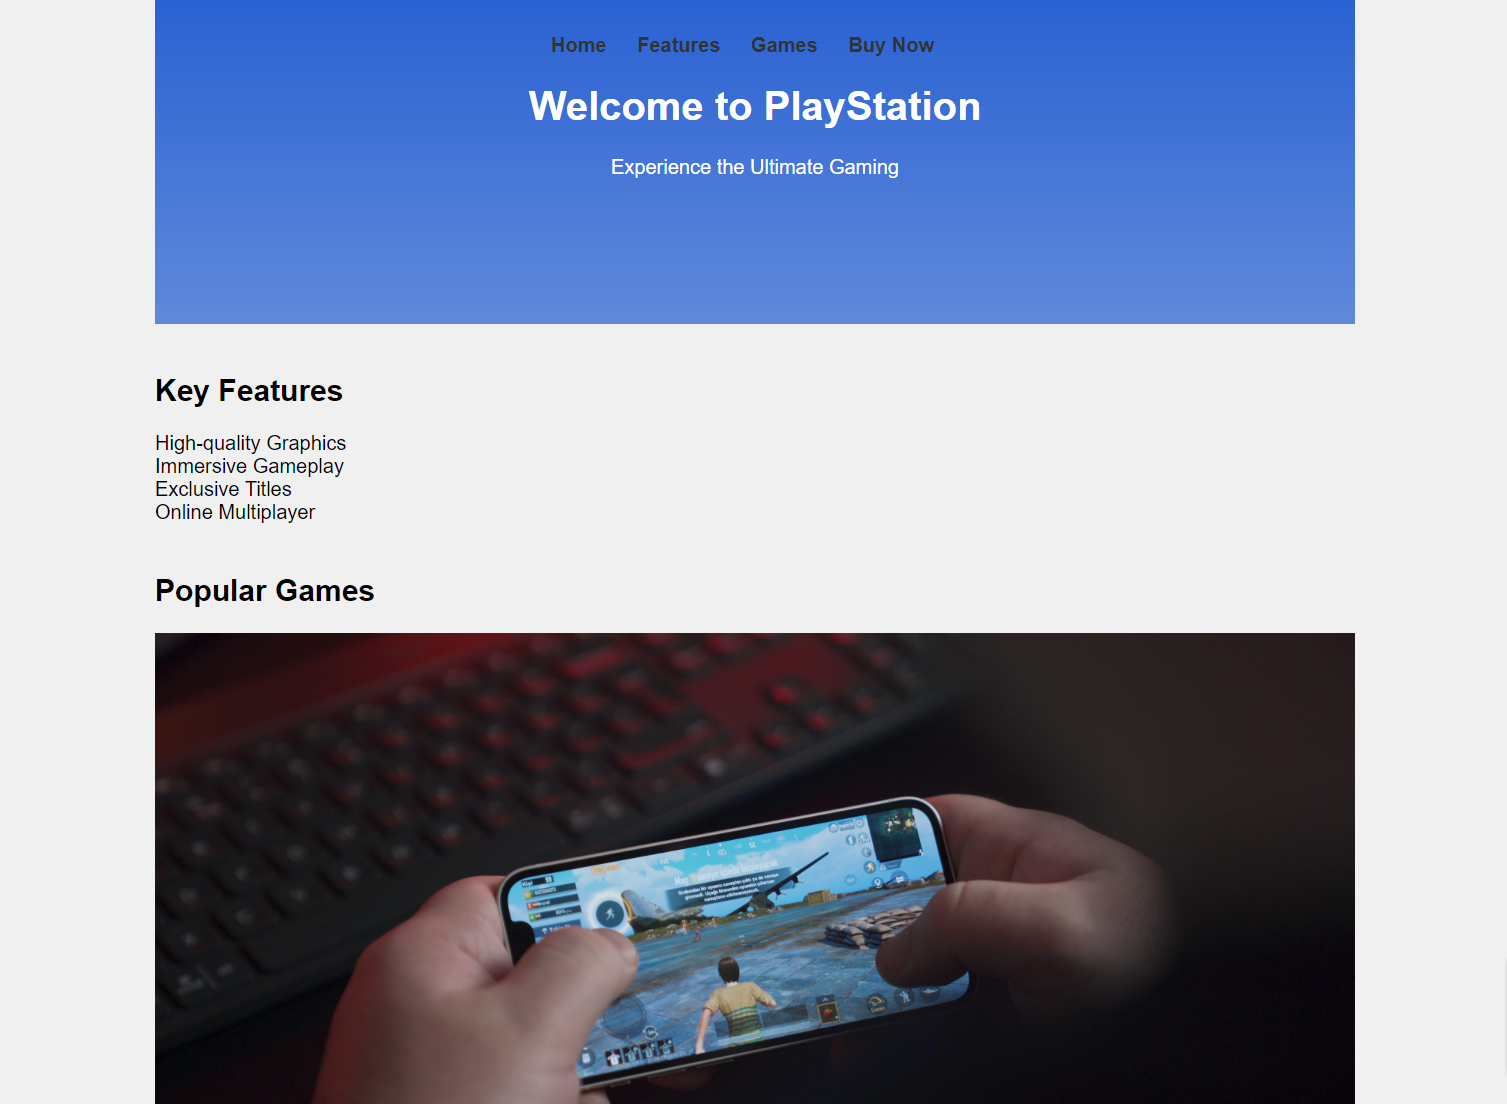 Home Features Games Buy Now
Welcome to PlayStation
Experience the Ultimate Gaming
Key Features
High-quality Graphics
Immersive Gameplay
Exclusive Titles
Online Multiplayer
Popular Games